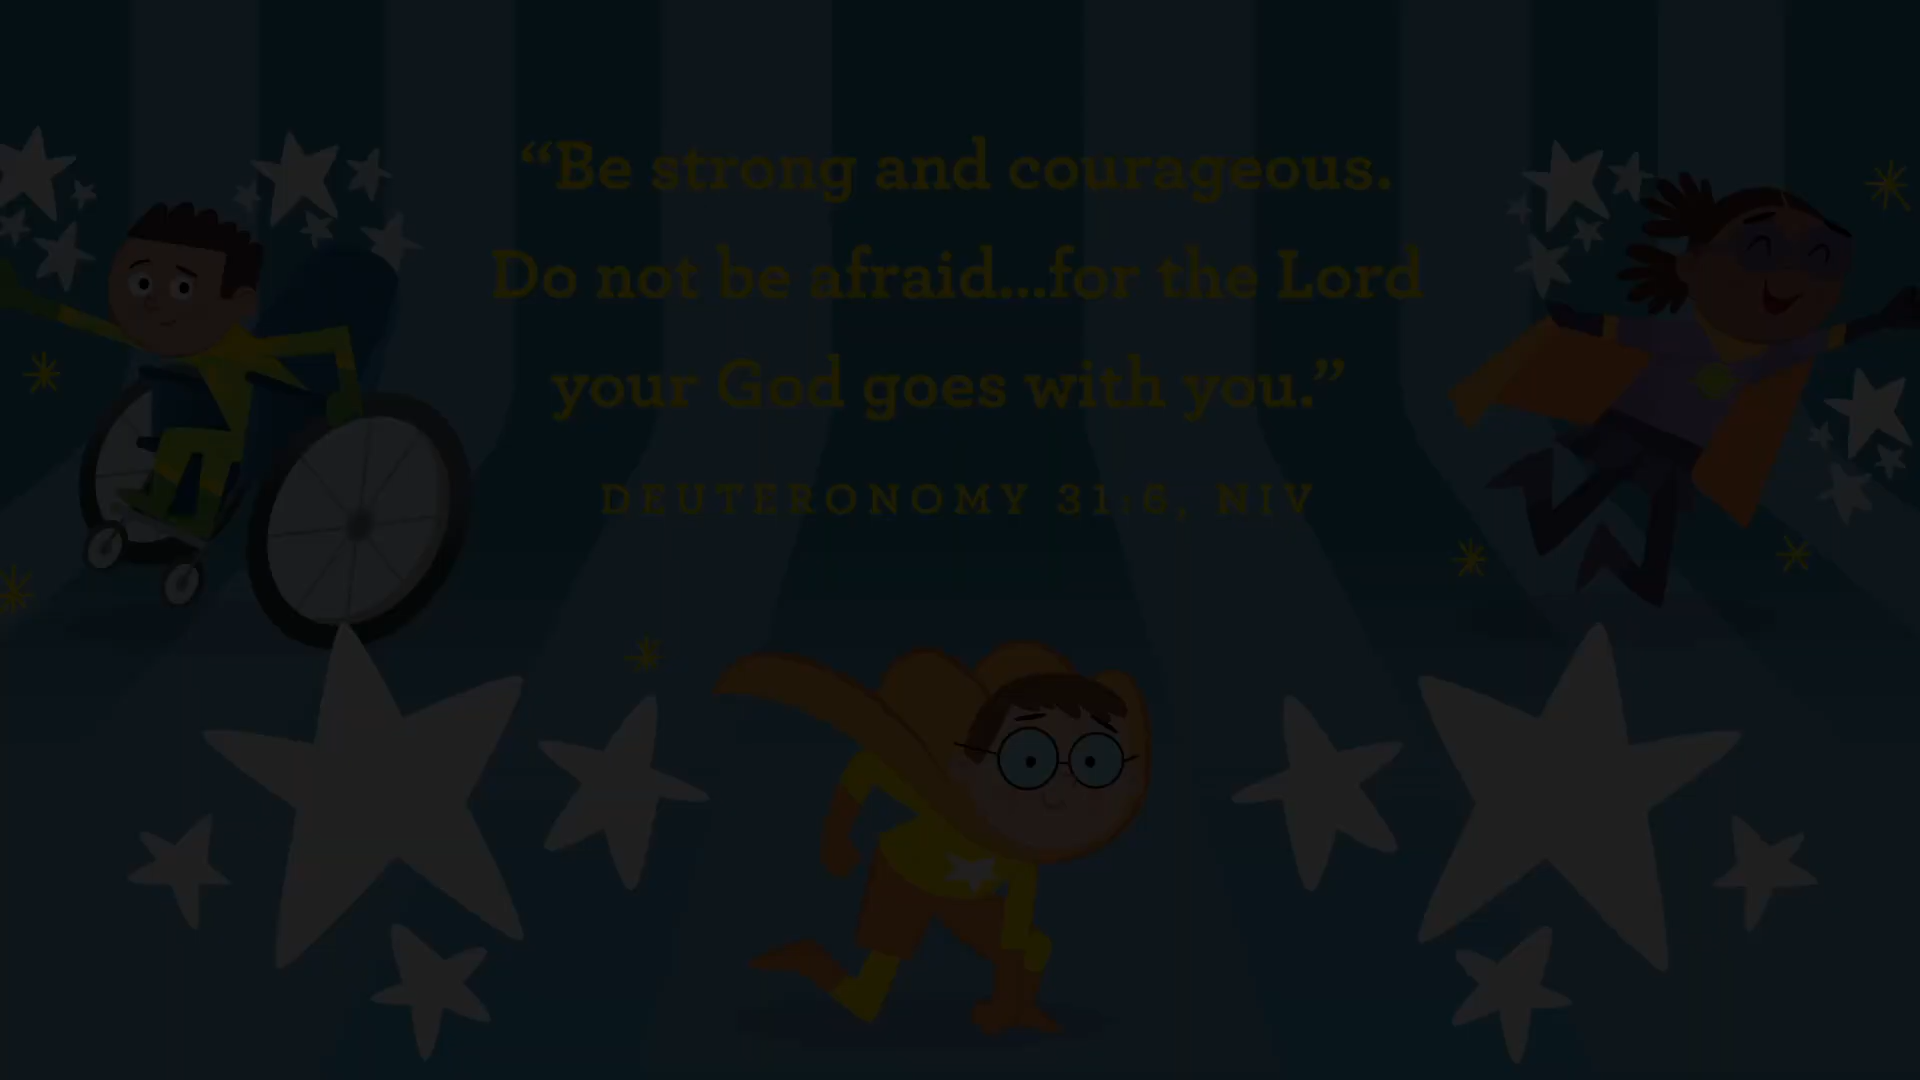 “Be strong and courageous.
Do not be afraid...for the Lord
your God goes with you.”
DEUTERONOMY 31:6, NIV